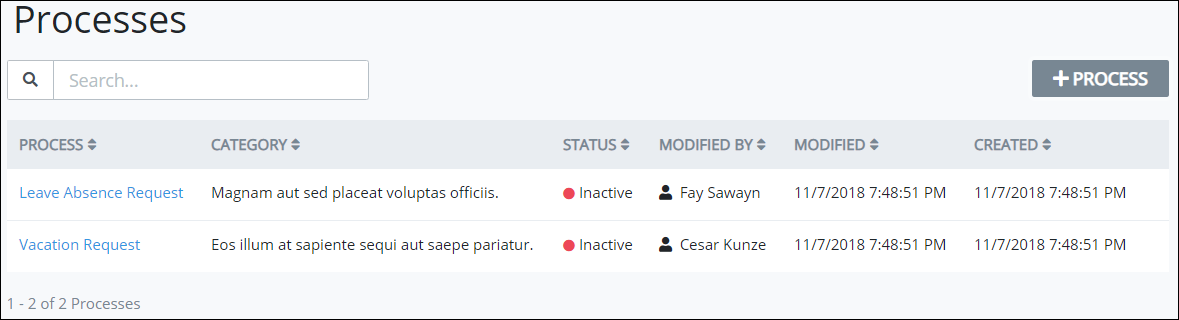 Processes
Search...
PROCESS
PROCESS CATEGORY STATUS MODIFIED BY MODIFIED CREATED
Leave Absence Request Magnam aut sed placeat voluptas officiis. Inactive Fay Sawayn 11/7/2018 7:48:51 PM 11/7/2018 7:48:51 PM
Vacation Request Eos illum at sapiente sequi aut saepe pariatur. Inactive Cesar Kunze 11/7/2018 7:48:51 PM 11/7/2018 7:48:51 PM
1 - 2 of 2 Processes